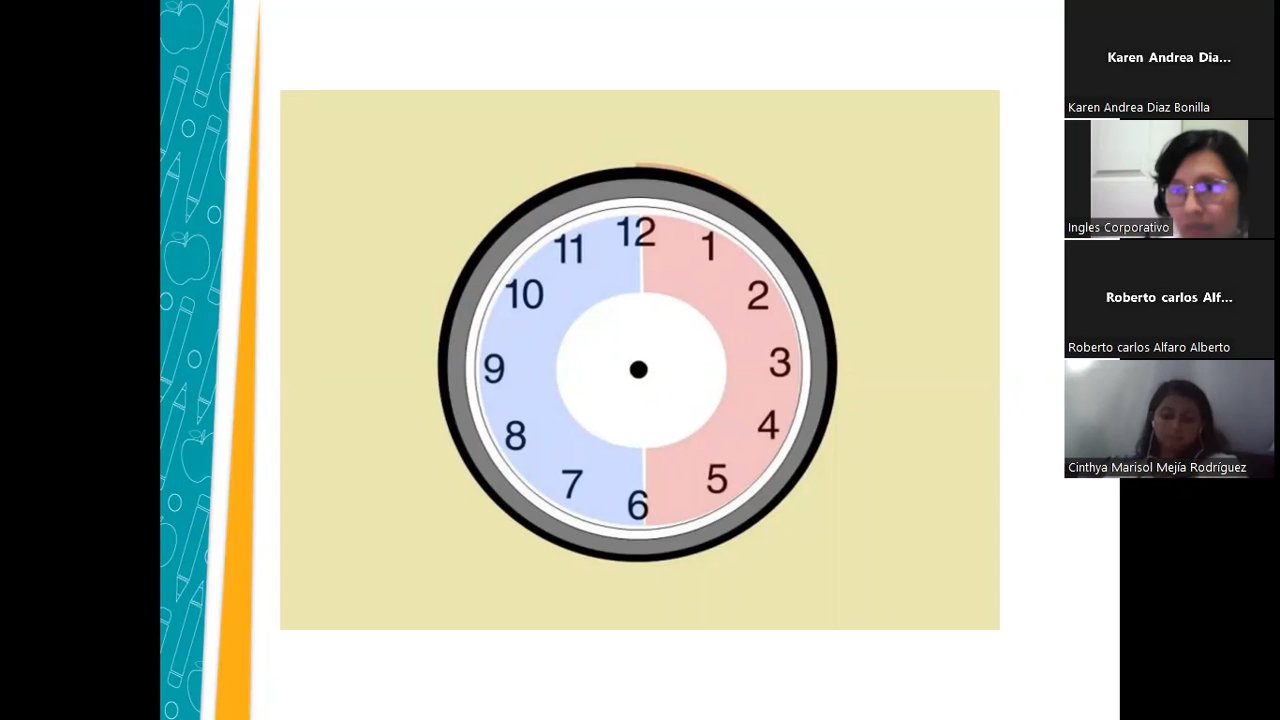 12
1
2
3
4
5
6
7
8
9
10
11
Karen Andrea Dia...
Karen Andrea Diaz Bonilla
Ingles Corporativo
Roberto carlos Alf...
Roberto carlos Alfaro Alberto
Cinthya Marisol Mejía Rodríguez